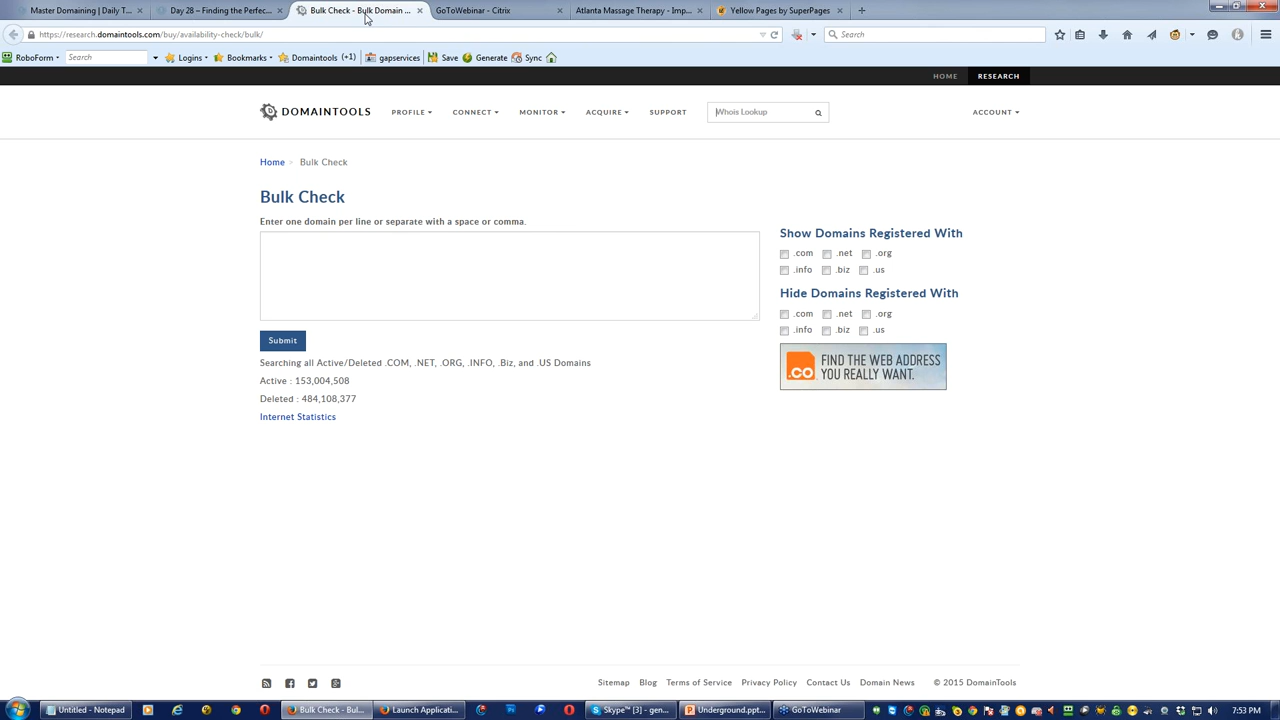 Master Domaining | Daily T... × Day 28 – Finding the Perfec... × Bulk Check - Bulk Domain ... × GoToWebinar - Citrix × Atlanta Massage Therapy - Imp... × Yellow Pages by SuperPages × +
https://research.domaintools.com/buy/availability-check/bulk/ Search
RoboForm Search Logins Bookmarks Domaintools (+1) gapservices Save Generate Sync
HOME RESEARCH
DOMAINTOOLS PROFILE CONNECT MONITOR ACQUIRE SUPPORT Whois Lookup ACCOUNT
Home > Bulk Check
Bulk Check
Enter one domain per line or separate with a space or comma.
Submit
Searching all Active/Deleted .COM, .NET, .ORG, .INFO, .Biz, and .US Domains
Active : 153,004,508
Deleted : 484,108,377
Internet Statistics
Show Domains Registered With
.com .net .org
.info .biz .us
Hide Domains Registered With
.com .net .org
.info .biz .us
.co FIND THE WEB ADDRESS
YOU REALLY WANT.
Sitemap Blog Terms of Service Privacy Policy Contact Us Domain News © 2015 DomainTools
Untitled - Notepad Bulk Check - Bul... Launch Applicati... Skype™ [3] - gen... Underground.ppt... GoToWebinar 7:53 PM